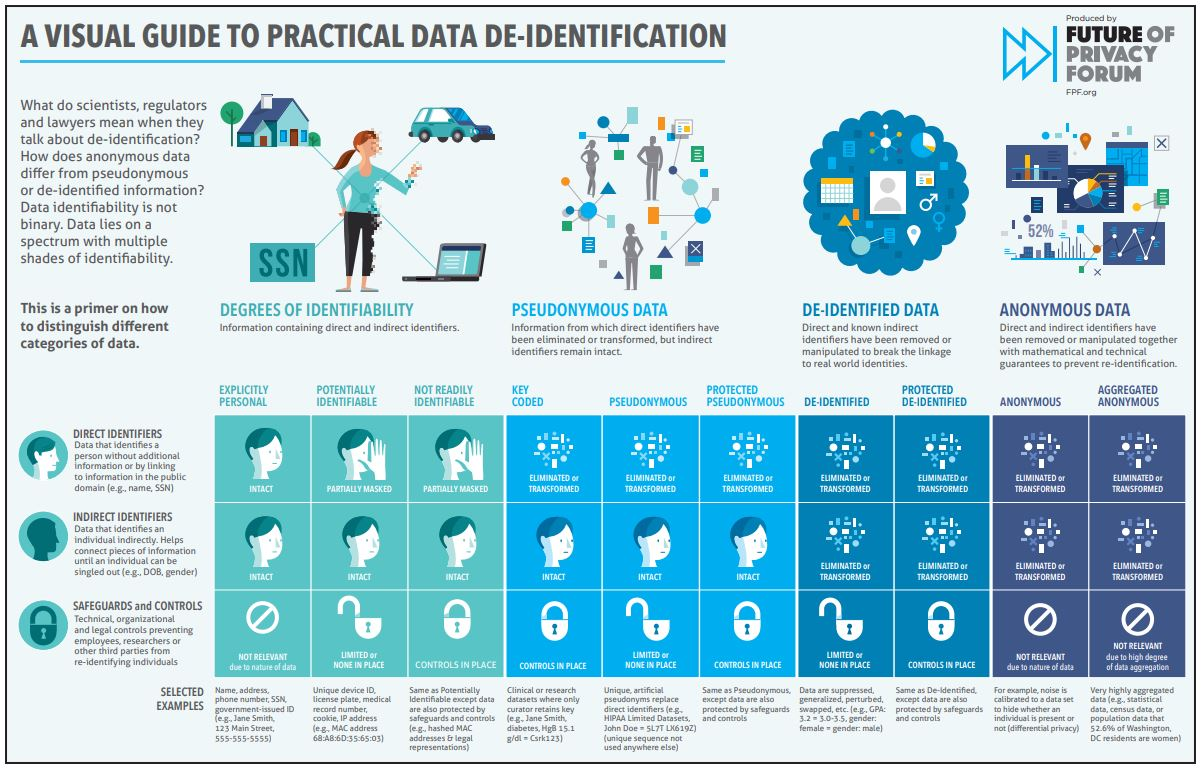 A VISUAL GUIDE TO PRACTICAL DATA DE-IDENTIFICATION
Produced by
FUTURE OF
PRIVACY
FORUM
FPF.org
What do scientists, regulators
and lawyers mean when they
talk about de-identification?
How does anonymous data
differ from pseudonymous
or de-identified information?
Data identifiability is not
binary. Data lies on a
spectrum with multiple
shades of identifiability.
This is a primer on how
to distinguish different
categories of data.
SSN
52%
DEGREES OF IDENTIFIABILITY
Information containing direct and indirect identifiers.
PSEUDONYMOUS DATA
Information from which direct identifiers have
been eliminated or transformed, but indirect
identifiers remain intact.
DE-IDENTIFIED DATA
Direct and known indirect
identifiers have been removed or
manipulated to break the linkage
to real world identities.
ANONYMOUS DATA
Direct and indirect identifiers have
been removed or manipulated together
with mathematical and technical
guarantees to prevent re-identification.
EXPLICITLY
PERSONAL
POTENTIALLY
IDENTIFIABLE
NOT READILY
IDENTIFIABLE
KEY
CODED
PSEUDONYMOUS
PROTECTED
PSEUDONYMOUS
DE-IDENTIFIED
PROTECTED
DE-IDENTIFIED
ANONYMOUS
AGGREGATED
ANONYMOUS
DIRECT IDENTIFIERS
Data that identifies a
person without additional
information or by linking
to information in the public
domain (e.g., name, SSN)
INTACT
PARTIALLY MASKED
PARTIALLY MASKED
ELIMINATED or
TRANSFORMED
ELIMINATED or
TRANSFORMED
ELIMINATED or
TRANSFORMED
ELIMINATED or
TRANSFORMED
ELIMINATED or
TRANSFORMED
ELIMINATED or
TRANSFORMED
ELIMINATED or
TRANSFORMED
INDIRECT IDENTIFIERS
Data that identifies an
individual indirectly. Helps
connect pieces of information
until an individual can be
singled out (e.g., DOB, gender)
INTACT
INTACT
INTACT
INTACT
INTACT
INTACT
ELIMINATED or
TRANSFORMED
ELIMINATED or
TRANSFORMED
ELIMINATED or
TRANSFORMED
ELIMINATED or
TRANSFORMED
SAFEGUARDS and CONTROLS
Technical, organizational
and legal controls preventing
employees, researchers or
other third parties from
re-identifying individuals
NOT RELEVANT
due to nature of data
LIMITED or
NONE IN PLACE
CONTROLS IN PLACE
CONTROLS IN PLACE
LIMITED or
NONE IN PLACE
CONTROLS IN PLACE
LIMITED or
NONE IN PLACE
CONTROLS IN PLACE
NOT RELEVANT
due to nature of data
NOT RELEVANT
due to high degree
of data aggregation
SELECTED
EXAMPLES
Name, address,
phone number, SSN,
government-issued ID
(e.g., Jane Smith,
123 Main Street,
555-555-5555)
Unique device ID,
license plate, medical
record number,
cookie, IP address
(e.g., MAC address
68:A8:6D:35:65:03)
Same as Potentially
Identifiable except data
are also protected by
safeguards and controls
(e.g., hashed MAC
addresses & legal
representations)
Clinical or research
datasets where only
curator retains key
(e.g., Jane Smith,
diabetes, HgB 15.1
g/dl = Csrk123)
Unique, artificial
pseudonyms replace
direct identifiers (e.g.,
HIPAA Limited Datasets,
John Doe = 5L7T LX619Z)
(unique sequence not
used anywhere else)
Same as Pseudonymous,
except data are also
protected by safeguards
and controls
Data are suppressed,
generalized, perturbed,
swapped, etc. (e.g., GPA:
3.2 = 3.0-3.5, gender:
female = gender: male)
Same as De-Identified,
except data are also
protected by safeguards
and controls
For example, noise is
calibrated to a data set
to hide whether an
individual is present or
not (differential privacy)
Very highly aggregated
data (e.g., statistical
data, census data, or
population data that
52.6% of Washington,
DC residents are women)